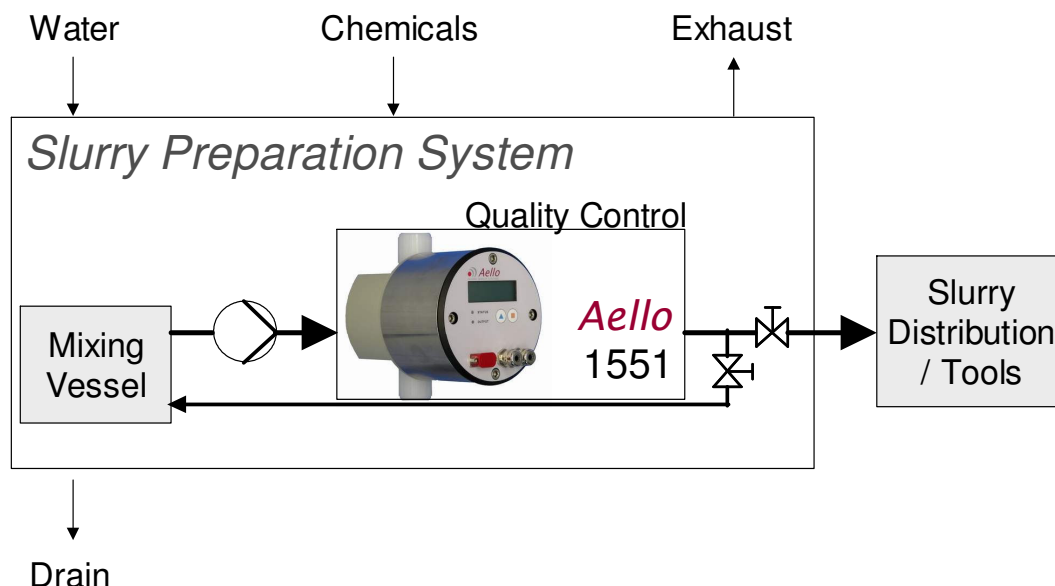 Water
Chemicals
Exhaust
Slurry Preparation System
Quality Control
Aello
Aello
1551
Mixing
Vessel
Slurry
Distribution
/ Tools
Drain